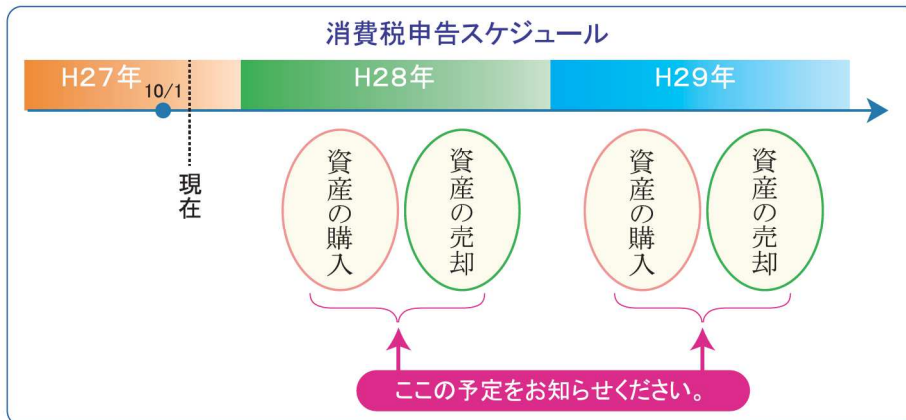 消費税申告スケジュール
H27年
H28年
H29年
10/1
現在
資産の購入
資産の売却
資産の購入
資産の売却
ここの予定をお知らせください。